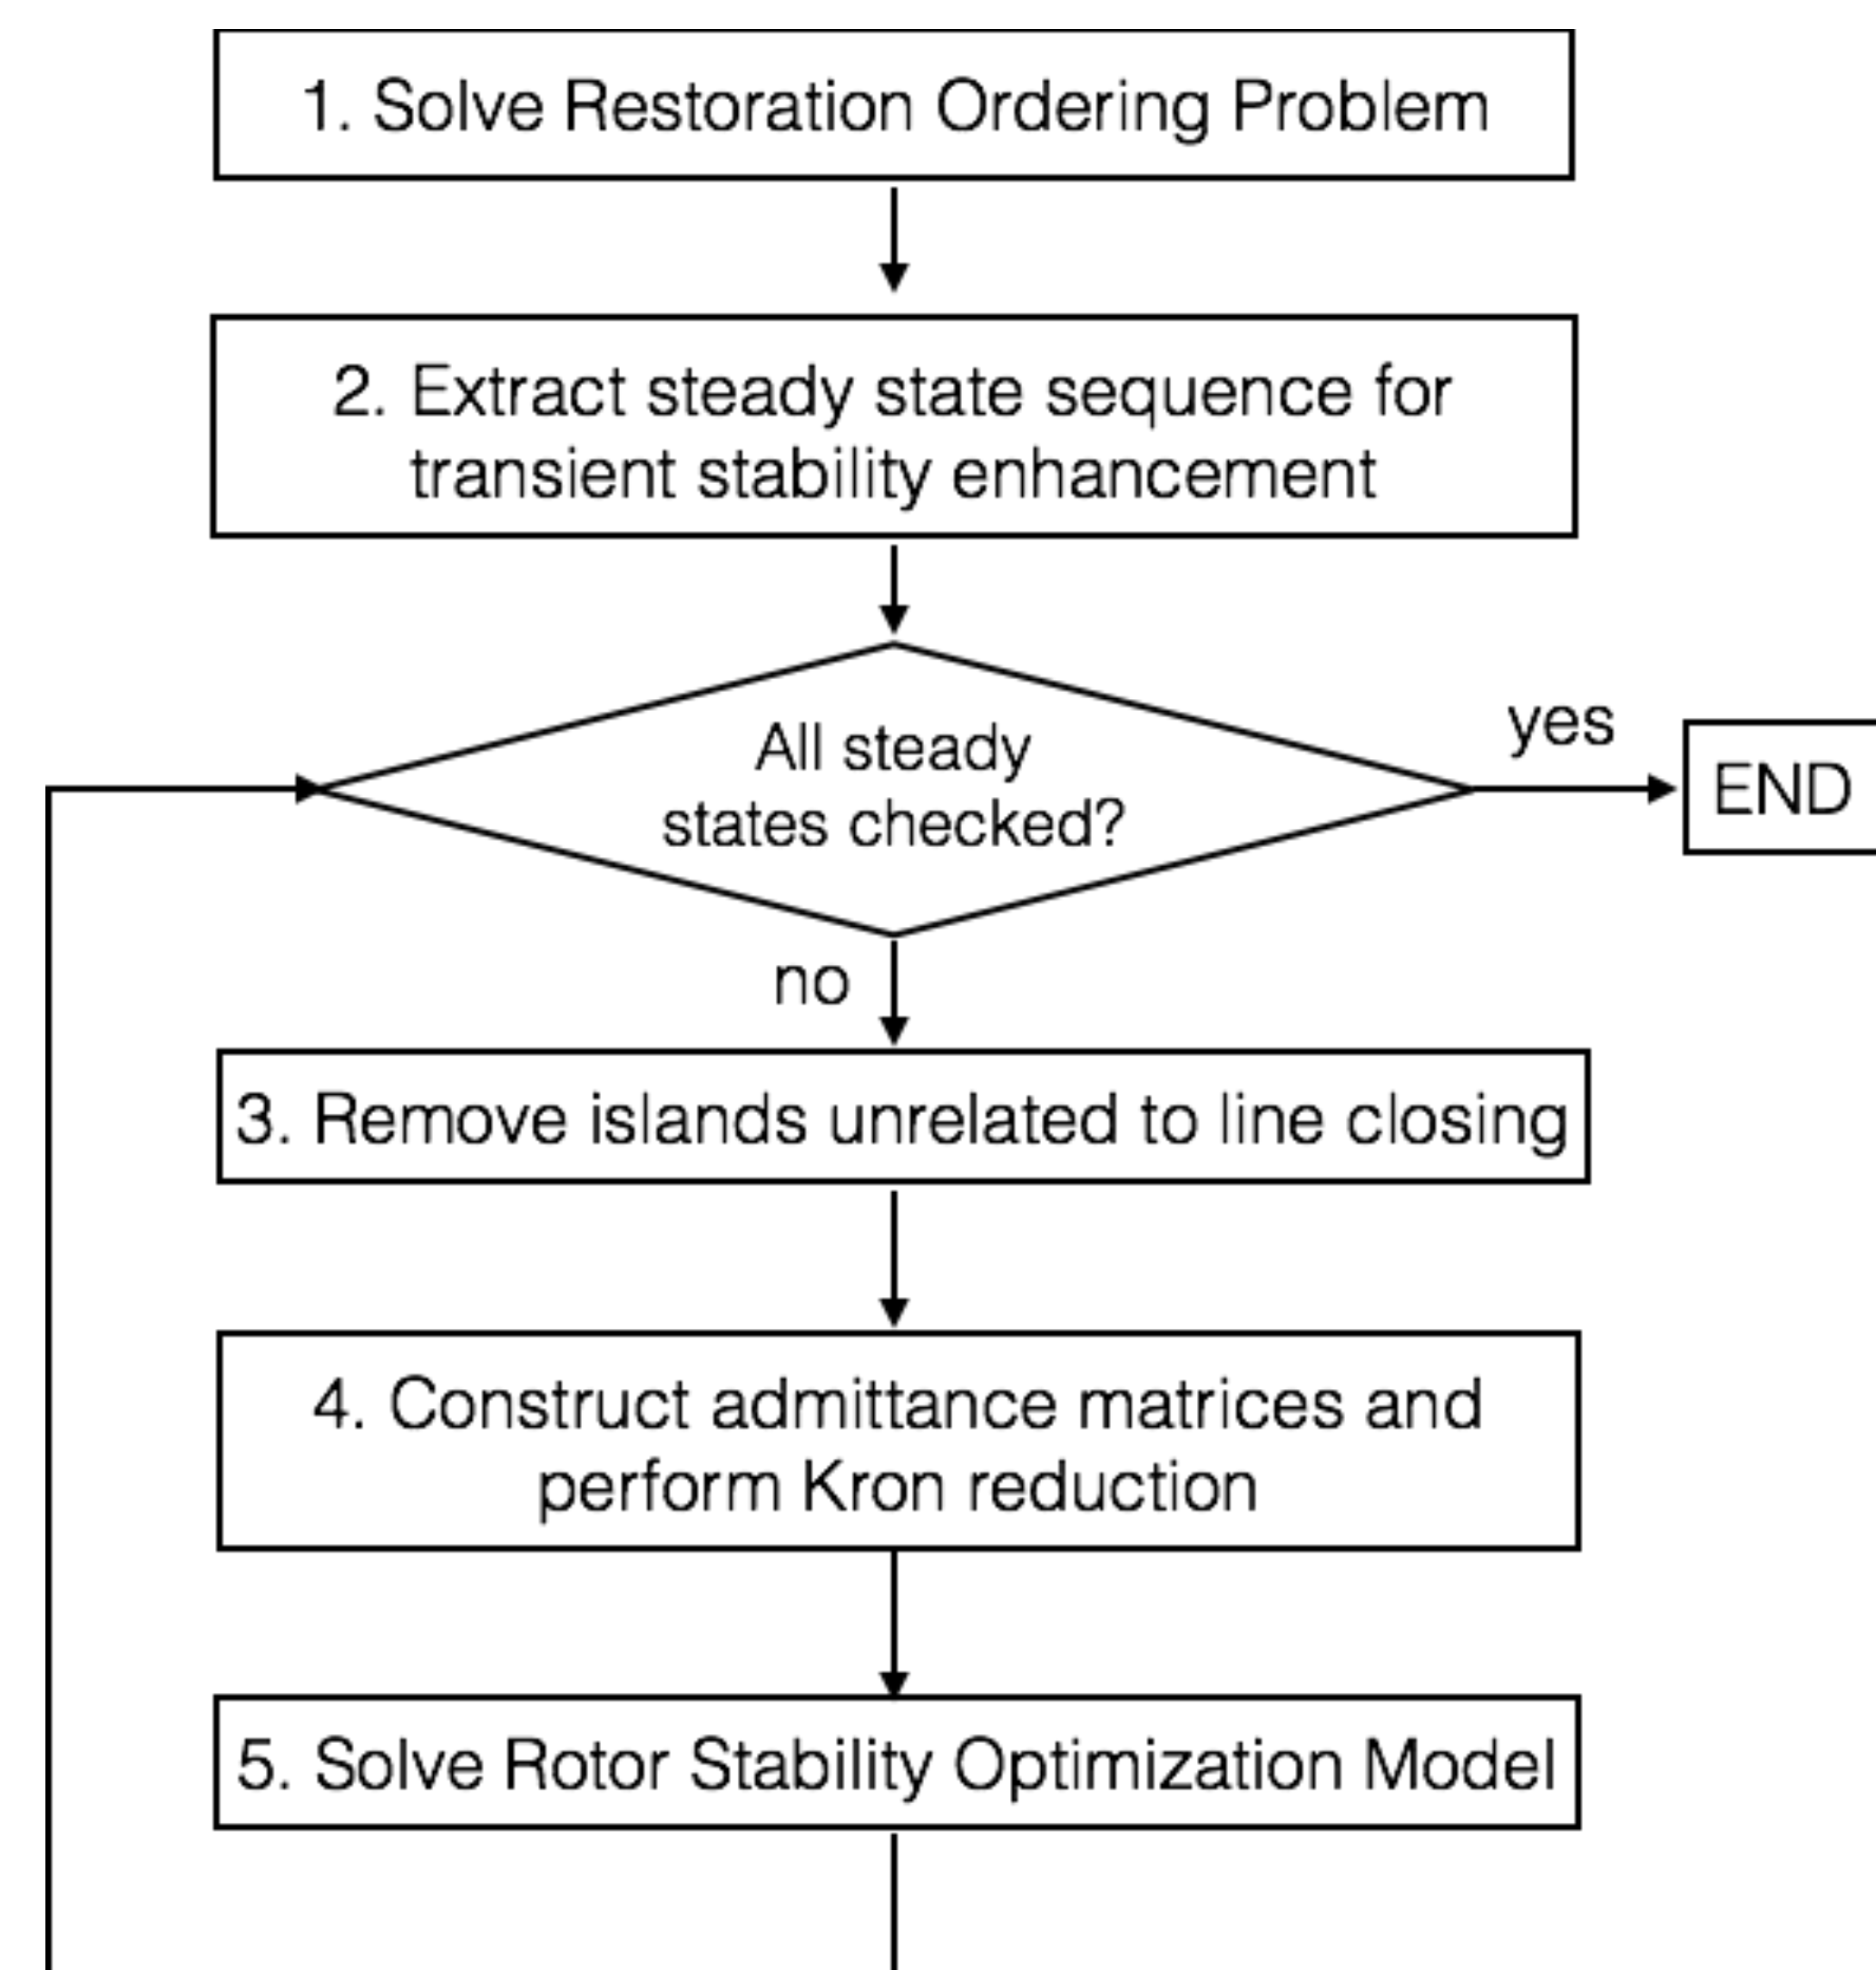 1. Solve Restoration Ordering Problem
2. Extract steady state sequence for
transient stability enhancement
All steady
states checked?
yes
END
no
3. Remove islands unrelated to line closing
4. Construct admittance matrices and
perform Kron reduction
5. Solve Rotor Stability Optimization Model